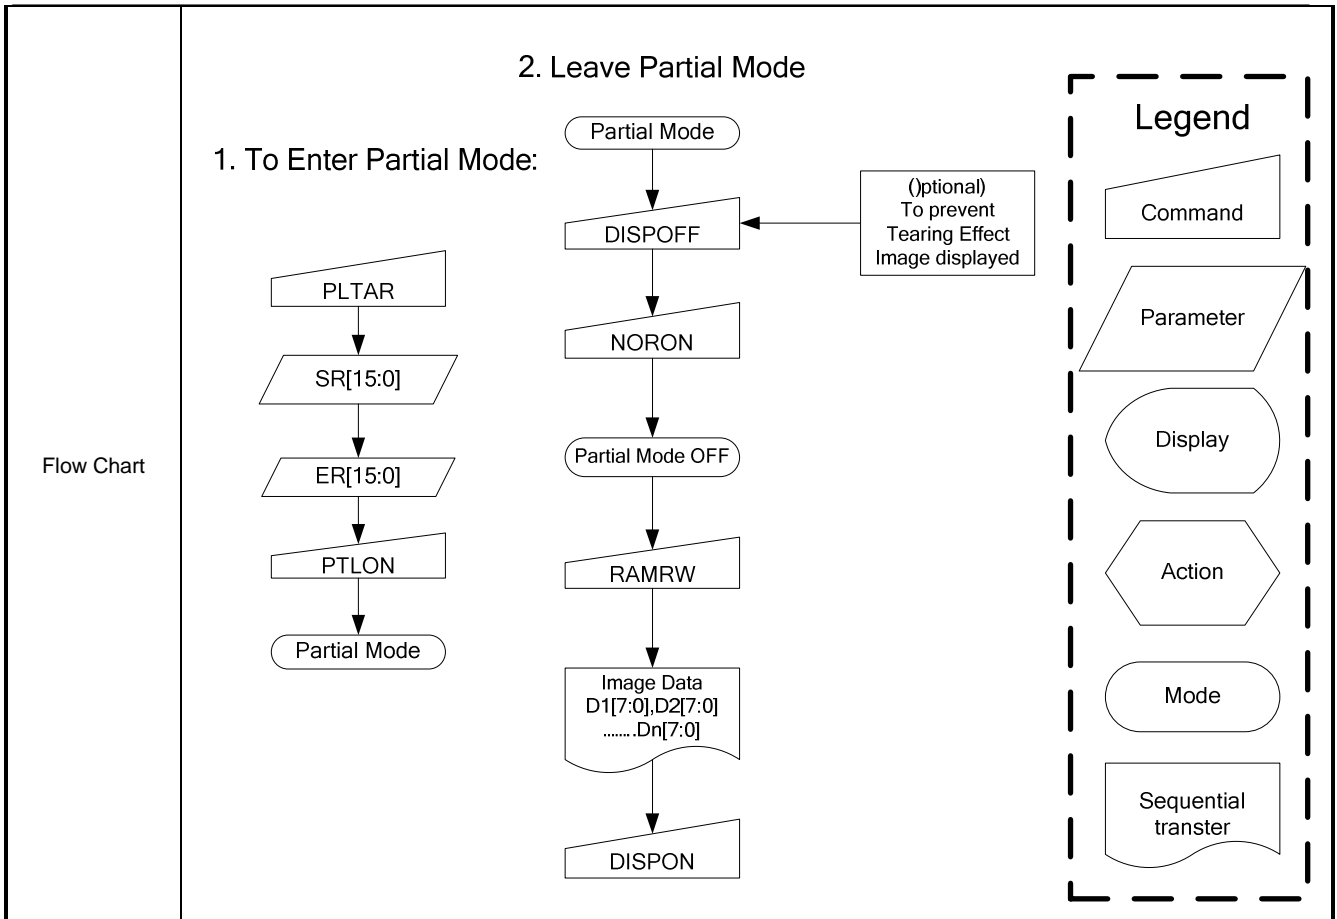 Flow Chart
1. To Enter Partial Mode:
PLTAR
SR[15:0]
ER[15:0]
PTLON
Partial Mode
2. Leave Partial Mode
Partial Mode
DISPOFF
()ptional)
To prevent
Tearing Effect
Image displayed
NORON
Partial Mode OFF
RAMRW
Image Data
D1[7:0],D2[7:0]
........Dn[7:0]
DISPON
Legend
Command
Parameter
Display
Action
Mode
Sequential
transter